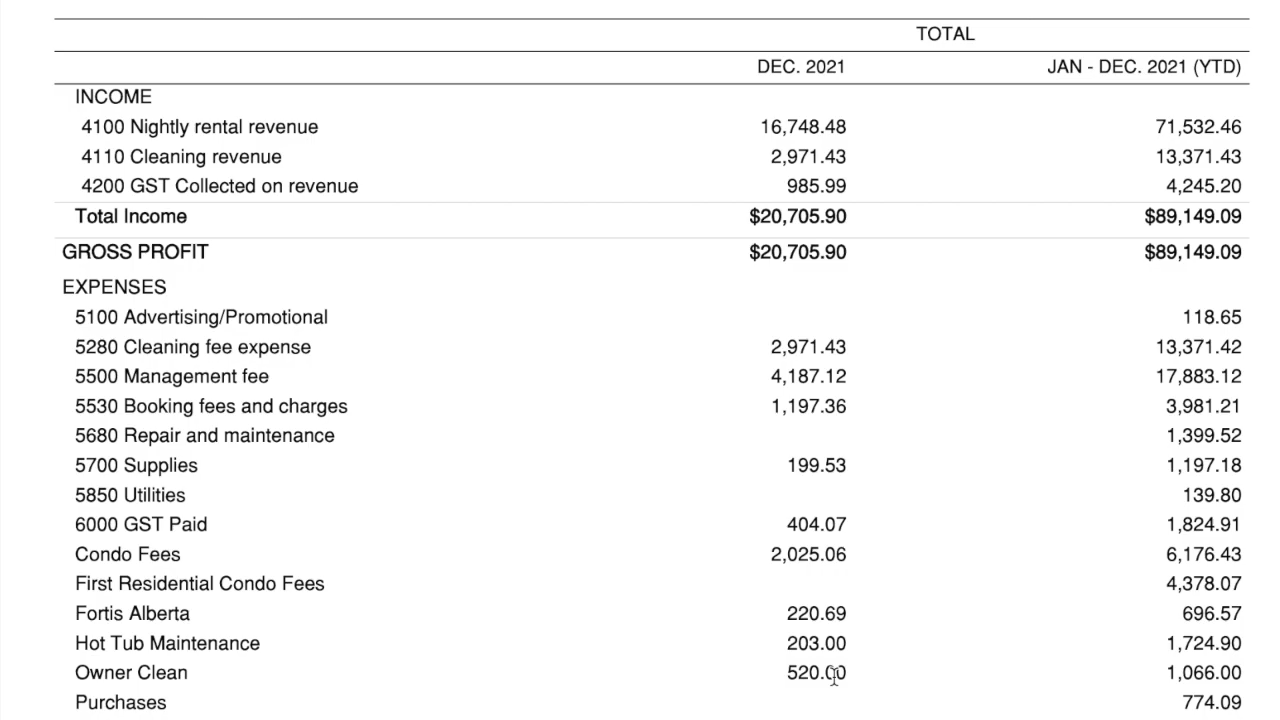 TOTAL
DEC. 2021 JAN - DEC. 2021 (YTD)
INCOME
4100 Nightly rental revenue 16,748.48 71,532.46
4110 Cleaning revenue 2,971.43 13,371.43
4200 GST Collected on revenue 985.99 4,245.20
Total Income $20,705.90 $89,149.09
GROSS PROFIT $20,705.90 $89,149.09
EXPENSES
5100 Advertising/Promotional 118.65
5280 Cleaning fee expense 2,971.43 13,371.42
5500 Management fee 4,187.12 17,883.12
5530 Booking fees and charges 1,197.36 3,981.21
5680 Repair and maintenance 1,399.52
5700 Supplies 199.53 1,197.18
5850 Utilities 139.80
6000 GST Paid 404.07 1,824.91
Condo Fees 2,025.06 6,176.43
First Residential Condo Fees 4,378.07
Fortis Alberta 220.69 696.57
Hot Tub Maintenance 203.00 1,724.90
Owner Clean 520.00 1,066.00
Purchases 774.09